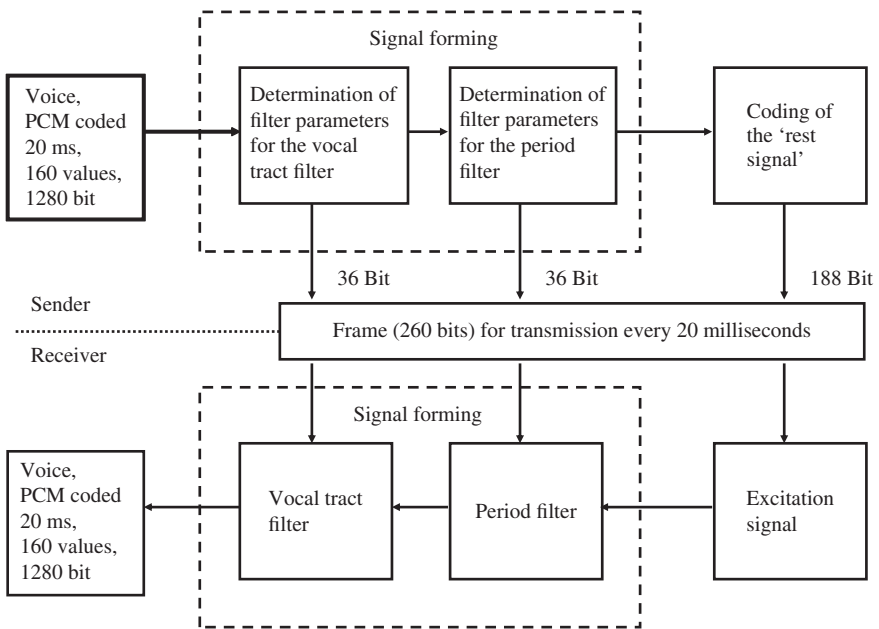 Signal forming
Voice,
PCM coded
20 ms,
160 values,
1280 bit
Determination of
filter parameters
for the vocal
tract filter
Determination of
filter parameters
for the period
filter
Coding of
the ‘rest
signal’
36 Bit
36 Bit
188 Bit
Sender
Frame (260 bits) for transmission every 20 milliseconds
Receiver
Signal forming
Voice,
PCM coded
20 ms,
160 values,
1280 bit
Vocal tract
filter
Period filter
Excitation
signal